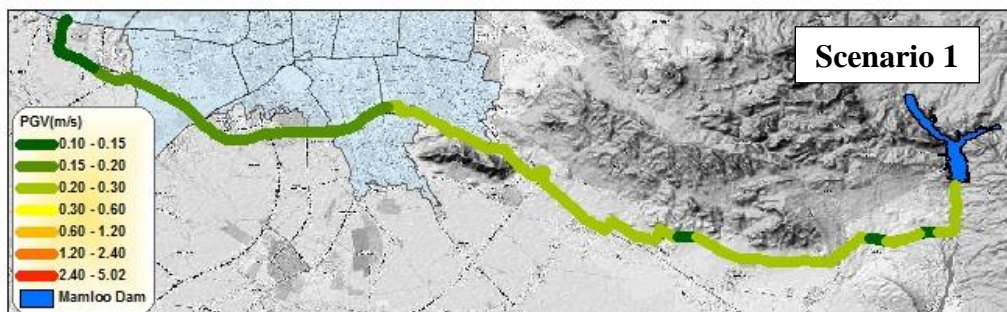 Scenario 1
PGV(m/s)
0.10 - 0.15
0.15 - 0.20
0.20 - 0.30
0.30 - 0.60
0.60 - 1.20
1.20 - 2.40
2.40 - 5.02
Mamloo Dam